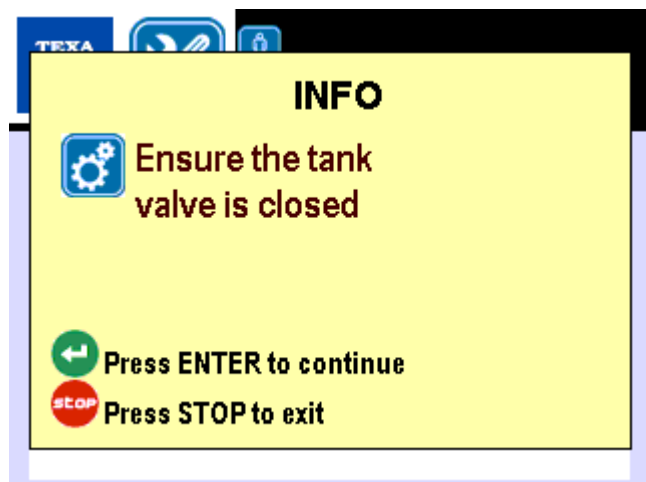 TEXA
INFO
Ensure the tank
valve is closed
Press ENTER to continue
stop
Press STOP to exit